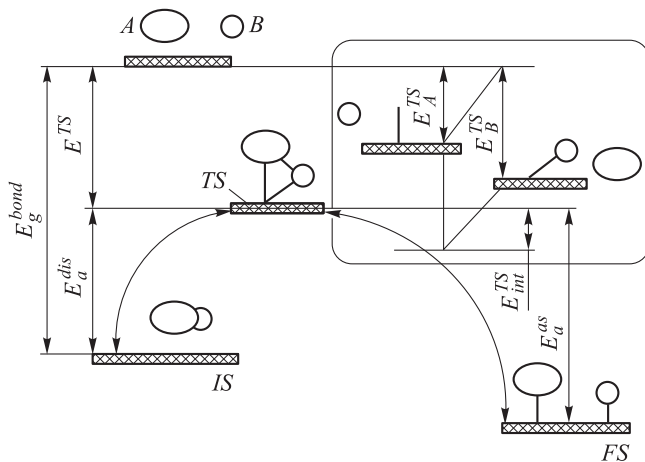 A
B
E^{TS}
E_g^{bond}
E_a^{dis}
TS
IS
E_A^{TS}
E_B^{TS}
E_{int}^{TS}
E_a^{as}
FS